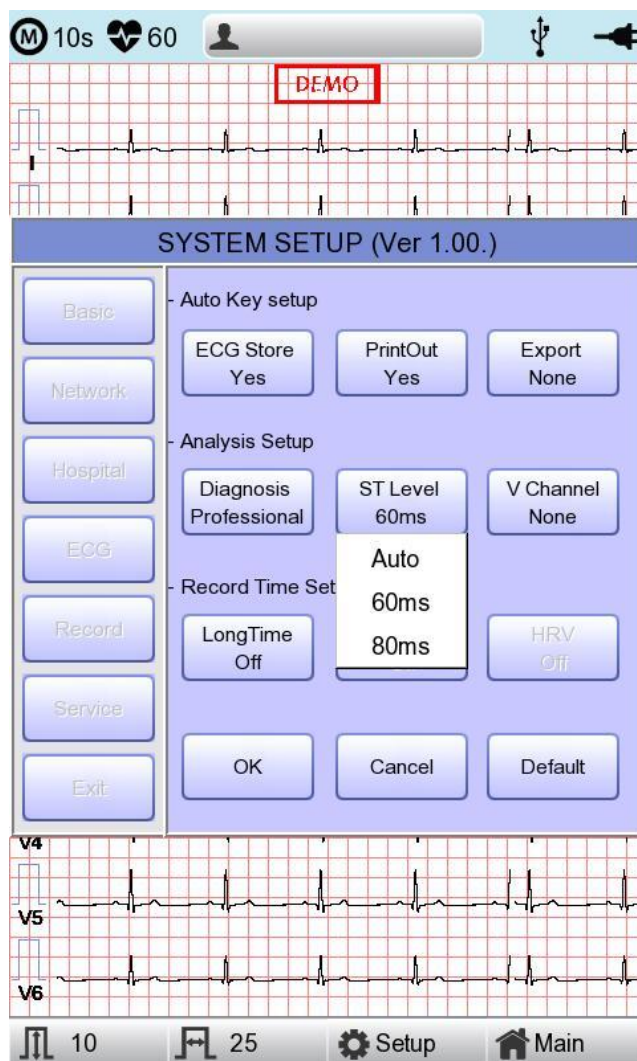 M 10s 60
DEMO
I
SYSTEM SETUP (Ver 1.00.)
Basic
Network
Hospital
ECG
Record
Service
Exit
- Auto Key setup
ECG Store
Yes
PrintOut
Yes
Export
None
- Analysis Setup
Diagnosis
Professional
ST Level
60ms
V Channel
None
Auto
60ms
80ms
- Record Time Set
LongTime
Off
HRV
Off
OK
Cancel
Default
V4
V5
V6
10
25
Setup
Main